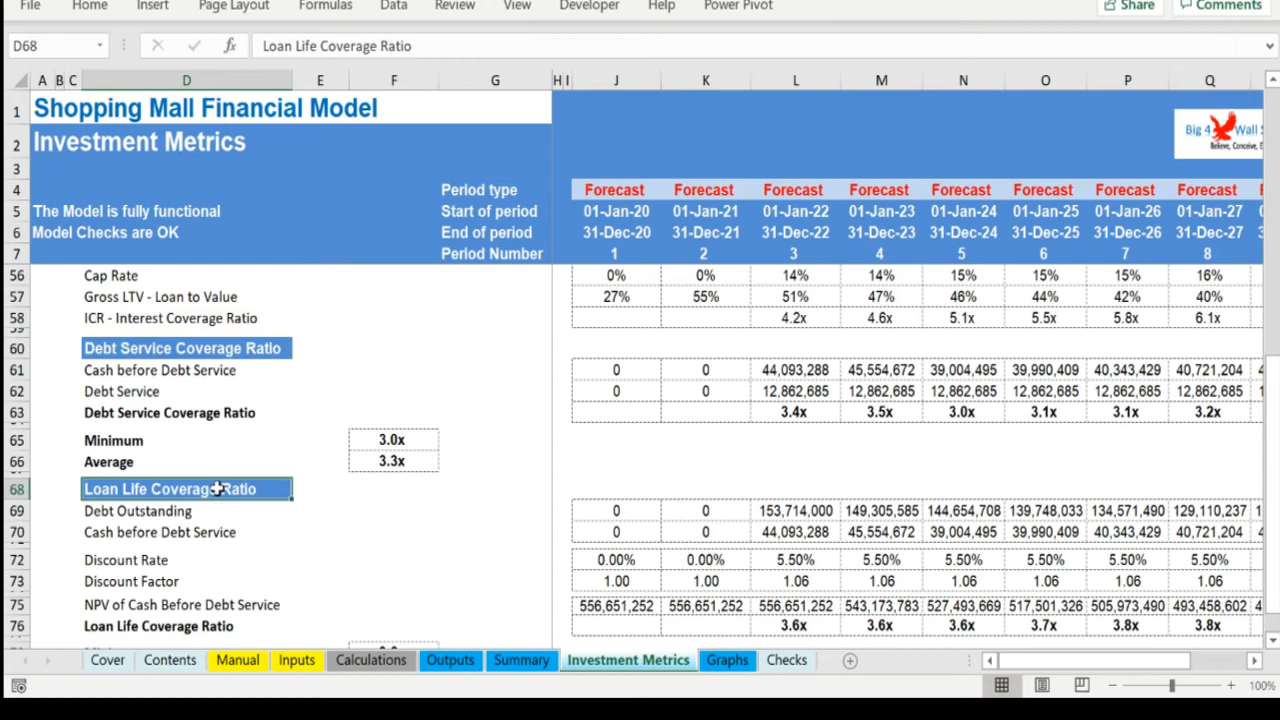 File Home Insert Page Layout Formulas Data Review View Developer Help Power Pivot Share Comments
D68 fx Loan Life Coverage Ratio
A B C D E F G H I J K L M N O P Q
1 Shopping Mall Financial Model
2 Investment Metrics Big 4 Wall S
Believe, Conceive, E
3
4 Period type Forecast Forecast Forecast Forecast Forecast Forecast Forecast Forecast
5 The Model is fully functional Start of period 01-Jan-20 01-Jan-21 01-Jan-22 01-Jan-23 01-Jan-24 01-Jan-25 01-Jan-26 01-Jan-27
6 Model Checks are OK End of period 31-Dec-20 31-Dec-21 31-Dec-22 31-Dec-23 31-Dec-24 31-Dec-25 31-Dec-26 31-Dec-27
7 Period Number 1 2 3 4 5 6 7 8
56 Cap Rate 0% 0% 14% 14% 15% 15% 15% 16%
57 Gross LTV - Loan to Value 27% 55% 51% 47% 46% 44% 42% 40%
58 ICR - Interest Coverage Ratio 4.2x 4.6x 5.1x 5.5x 5.8x 6.1x
60 Debt Service Coverage Ratio
61 Cash before Debt Service 0 0 44,093,288 45,554,672 39,004,495 39,990,409 40,343,429 40,721,204
62 Debt Service 0 0 12,862,685 12,862,685 12,862,685 12,862,685 12,862,685 12,862,685
63 Debt Service Coverage Ratio 3.4x 3.5x 3.0x 3.1x 3.1x 3.2x
65 Minimum 3.0x
66 Average 3.3x
68 Loan Life Coverage Ratio
69 Debt Outstanding 0 0 153,714,000 149,305,585 144,654,708 139,748,033 134,571,490 129,110,237
70 Cash before Debt Service 0 0 44,093,288 45,554,672 39,004,495 39,990,409 40,343,429 40,721,204
72 Discount Rate 0.00% 0.00% 5.50% 5.50% 5.50% 5.50% 5.50% 5.50%
73 Discount Factor 1.00 1.00 1.06 1.06 1.06 1.06 1.06 1.06
75 NPV of Cash Before Debt Service 556,651,252 556,651,252 556,651,252 543,173,783 527,493,669 517,501,326 505,973,490 493,458,602
76 Loan Life Coverage Ratio 3.6x 3.6x 3.6x 3.7x 3.8x 3.8x
Cover Contents Manual Inputs Calculations Outputs Summary Investment Metrics Graphs Checks
100%